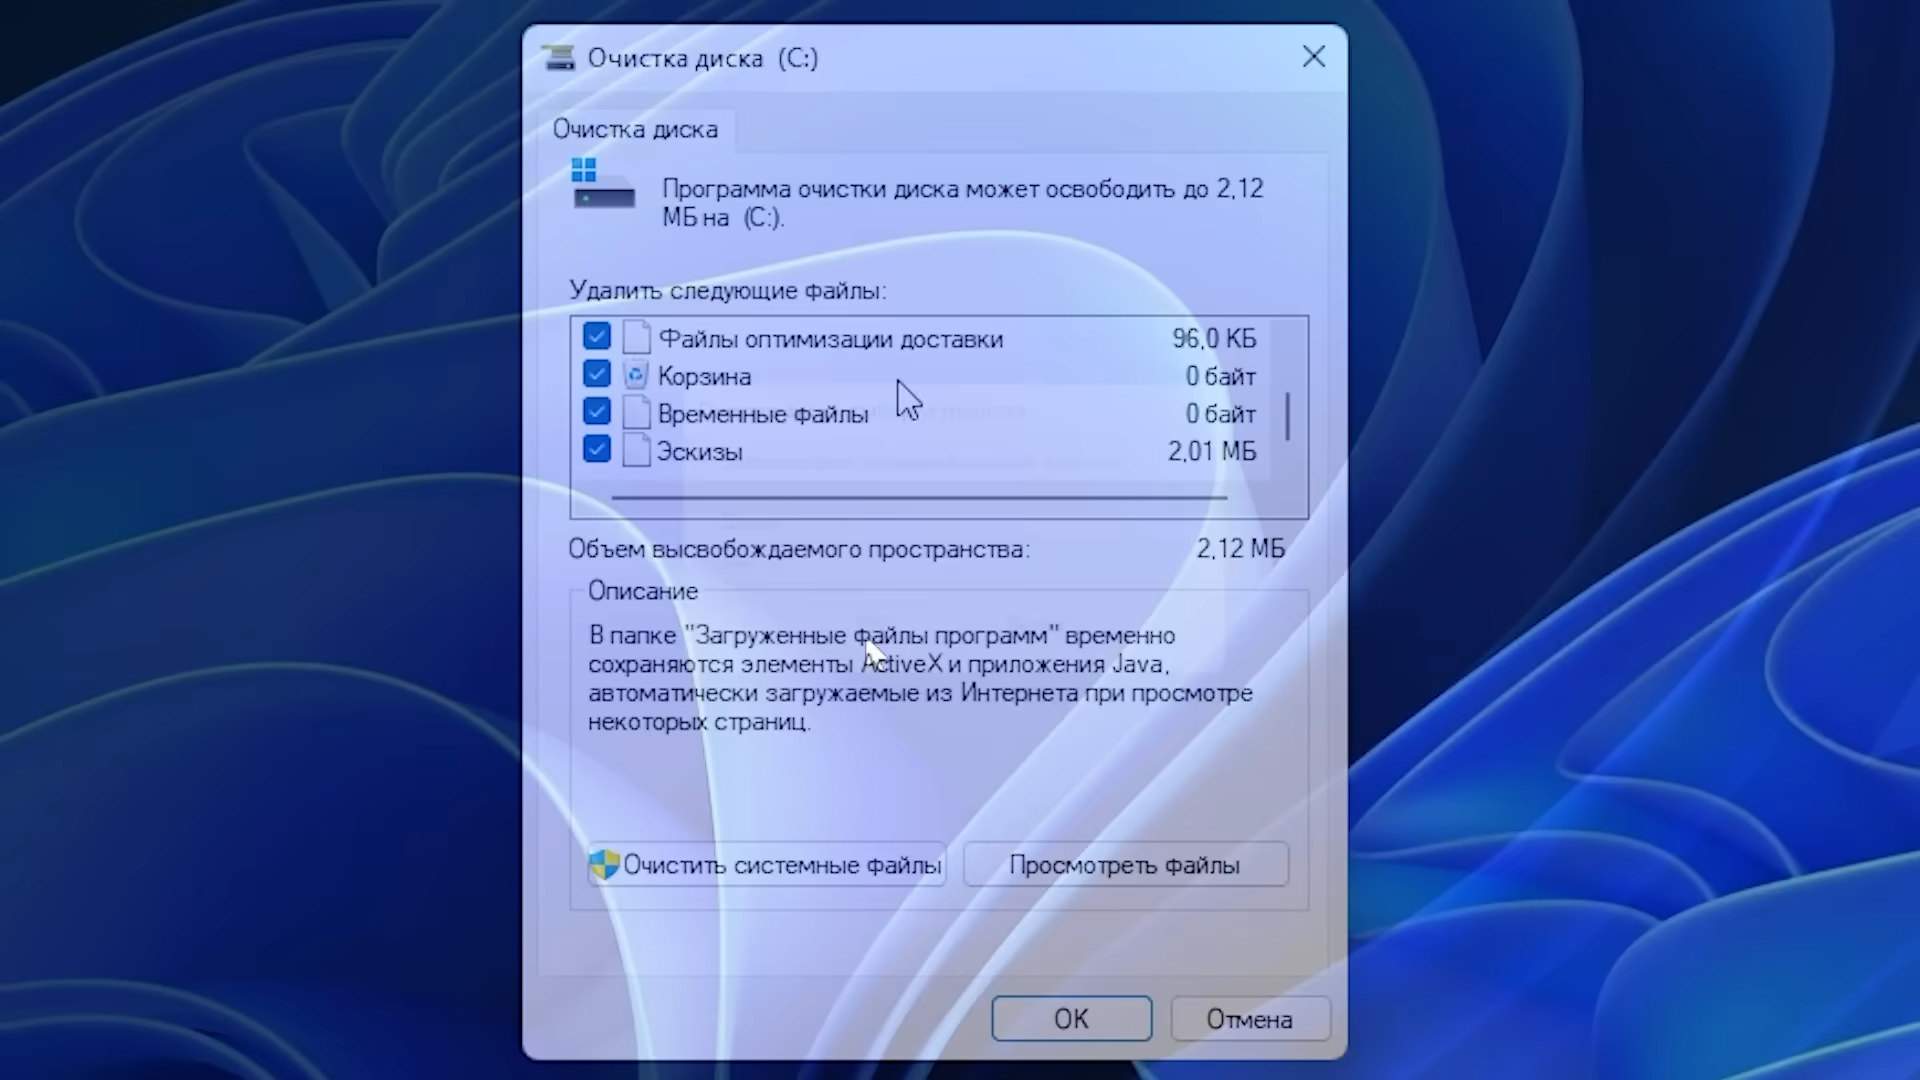 Очистка диска (C:)
Очистка диска
Программа очистки диска может освободить до 2,12
МБ на (C:).
Удалить следующие файлы:
Файлы оптимизации доставки 96,0 КБ
Корзина 0 байт
Временные файлы 0 байт
Эскизы 2,01 МБ
Объем высвобождаемого пространства: 2,12 МБ
Описание
В папке "Загруженные файлы программ" временно
сохраняются элементы ActiveX и приложения Java,
автоматически загружаемые из Интернета при просмотре
некоторых страниц.
Очистить системные файлы Просмотреть файлы
OK Отмена